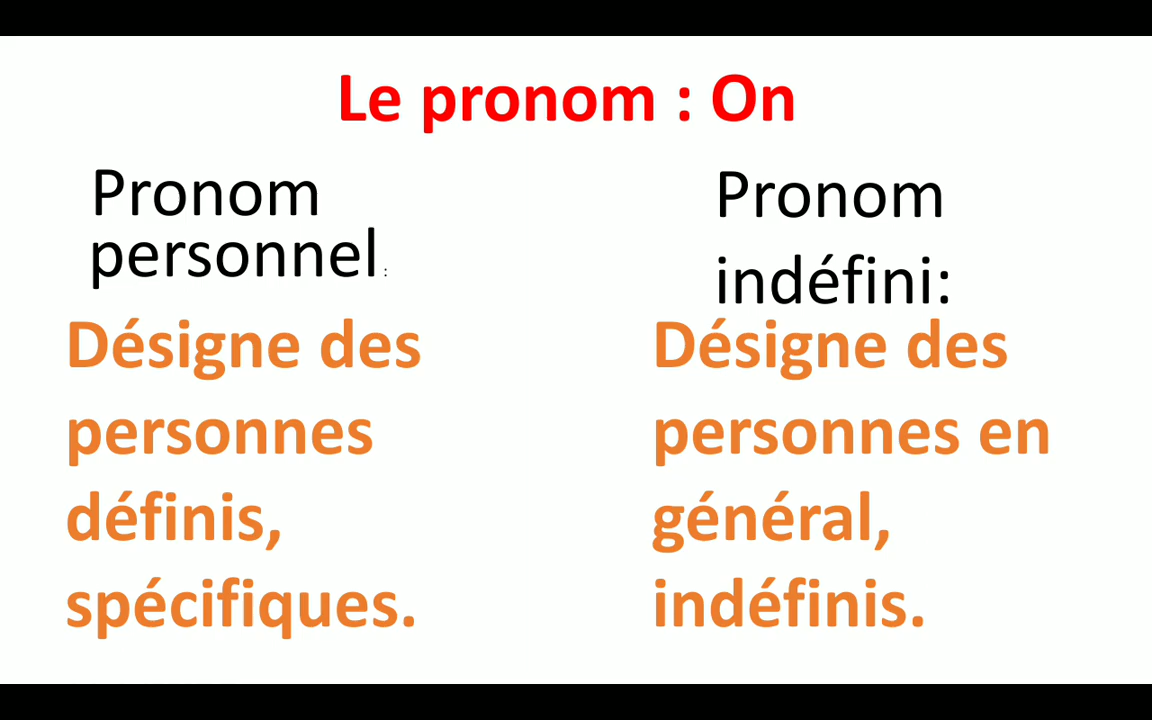 Le pronom : On
Pronom
personnel :
Désigne des
personnes
définis,
spécifiques.
Pronom
indéfini:
Désigne des
personnes en
général,
indéfinis.